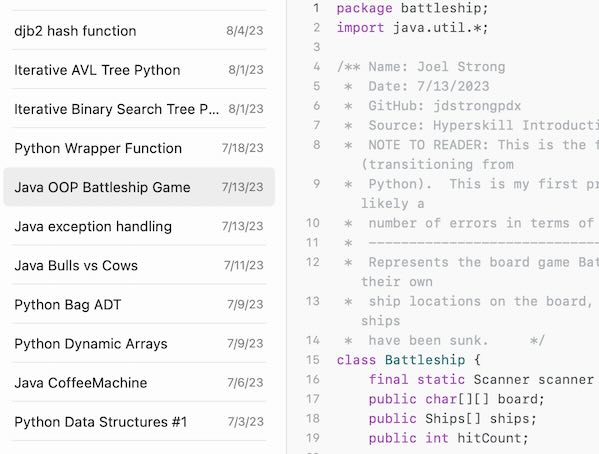 djb2 hash function 8/4/23
Iterative AVL Tree Python 8/1/23
Iterative Binary Search Tree P... 8/1/23
Python Wrapper Function 7/18/23
Java OOP Battleship Game 7/13/23
Java exception handling 7/13/23
Java Bulls vs Cows 7/11/23
Python Bag ADT 7/9/23
Python Dynamic Arrays 7/9/23
Java CoffeeMachine 7/6/23
Python Data Structures #1 7/3/23
1 package battleship;
2 import java.util.*;
3
4 /** Name: Joel Strong
5 * Date: 7/13/2023
6 * GitHub: jdstrongpdx
7 * Source: Hyperskill Introducti
8 * NOTE TO READER: This is the f
(transitioning from
9 * Python). This is my first pr
likely a
10 * number of errors in terms of
11 * --------------------------------
12 * Represents the board game Bat
their own
13 * ship locations on the board,
ships
14 * have been sunk. */
15 class Battleship {
16 final static Scanner scanner
17 public char[][] board;
18 public Ships[] ships;
19 public int hitCount;